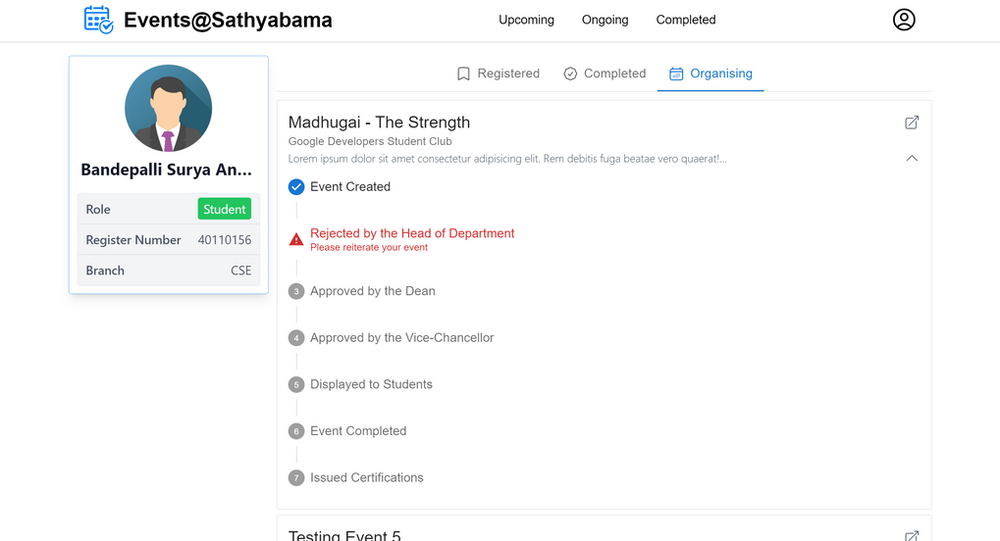 Events@Sathyabama
Upcoming
Ongoing
Completed
Bandepalli Surya An...
Role
Student
Register Number
40110156
Branch
CSE
Registered
Completed
Organising
Madhugai - The Strength
Google Developers Student Club
Lorem ipsum dolor sit amet consectetur adipisicing elit. Rem debitis fuga beatae vero quaerat!...
Event Created
Rejected by the Head of Department
Please reiterate your event
3 Approved by the Dean
4 Approved by the Vice-Chancellor
5 Displayed to Students
6 Event Completed
7 Issued Certifications
Testing Event 5